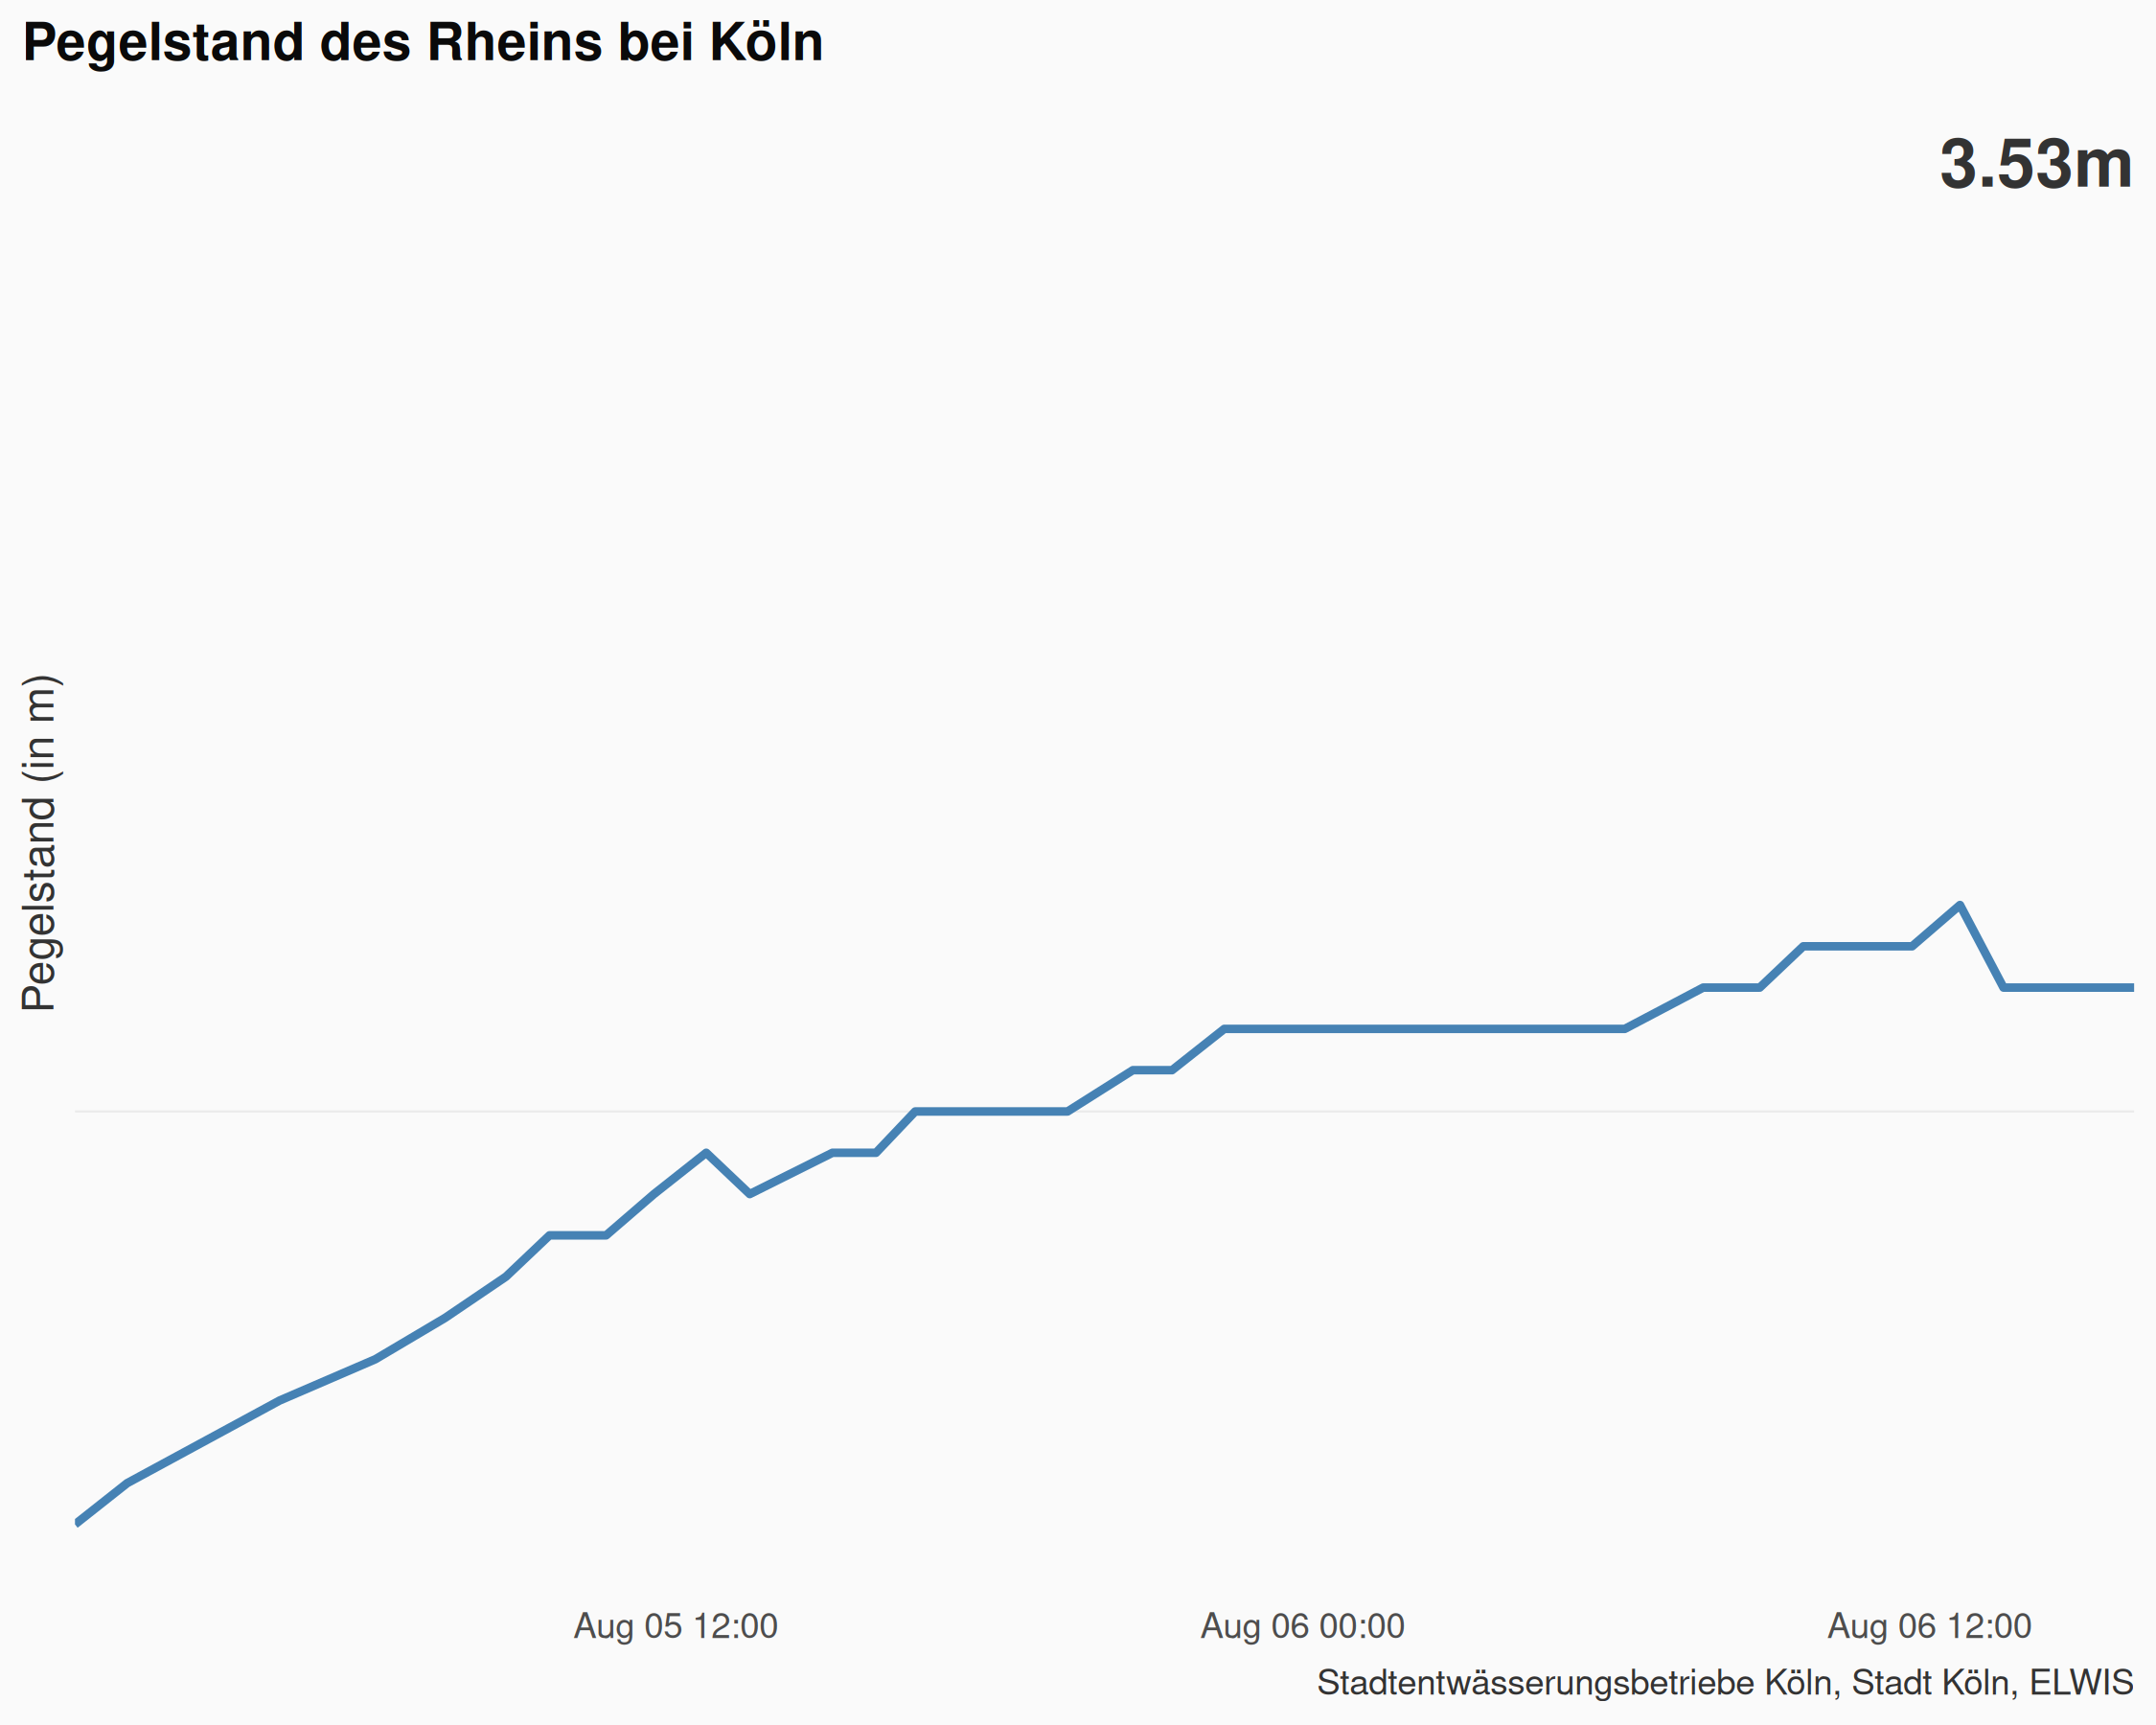 Pegelstand des Rheins bei Köln
3.53m
Pegelstand (in m)
Aug 05 12:00
Aug 06 00:00
Aug 06 12:00
Stadtentwässerungsbetriebe Köln, Stadt Köln, ELWIS